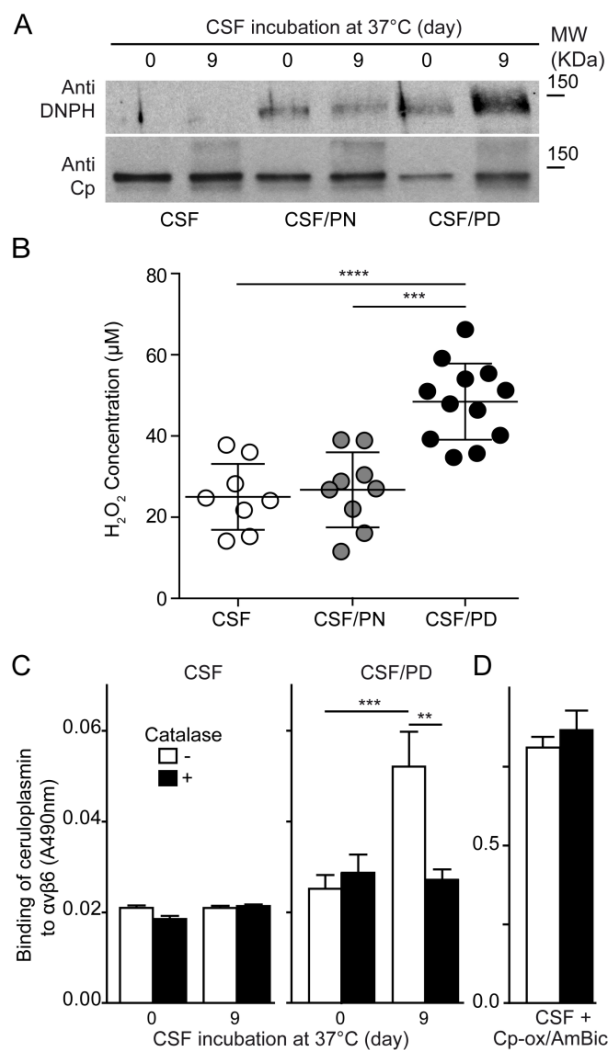 A
CSF incubation at 37°C (day)
MW
(KDa)
0 9 0 9 0 9
Anti
DNPH
150
Anti
Cp
150
CSF CSF/PN CSF/PD
B
H2O2 Concentration (µM)
80
60
40
20
0
****
***
CSF CSF/PN CSF/PD
C
CSF
CSF/PD
D
Binding of ceruloplasmin
to αvβ6 (A490nm)
0.06
0.04
0.02
0.00
Catalase
-
+
***
**
0 9 0 9
CSF incubation at 37°C (day)
0.5
0.0
CSF +
Cp-ox/AmBic